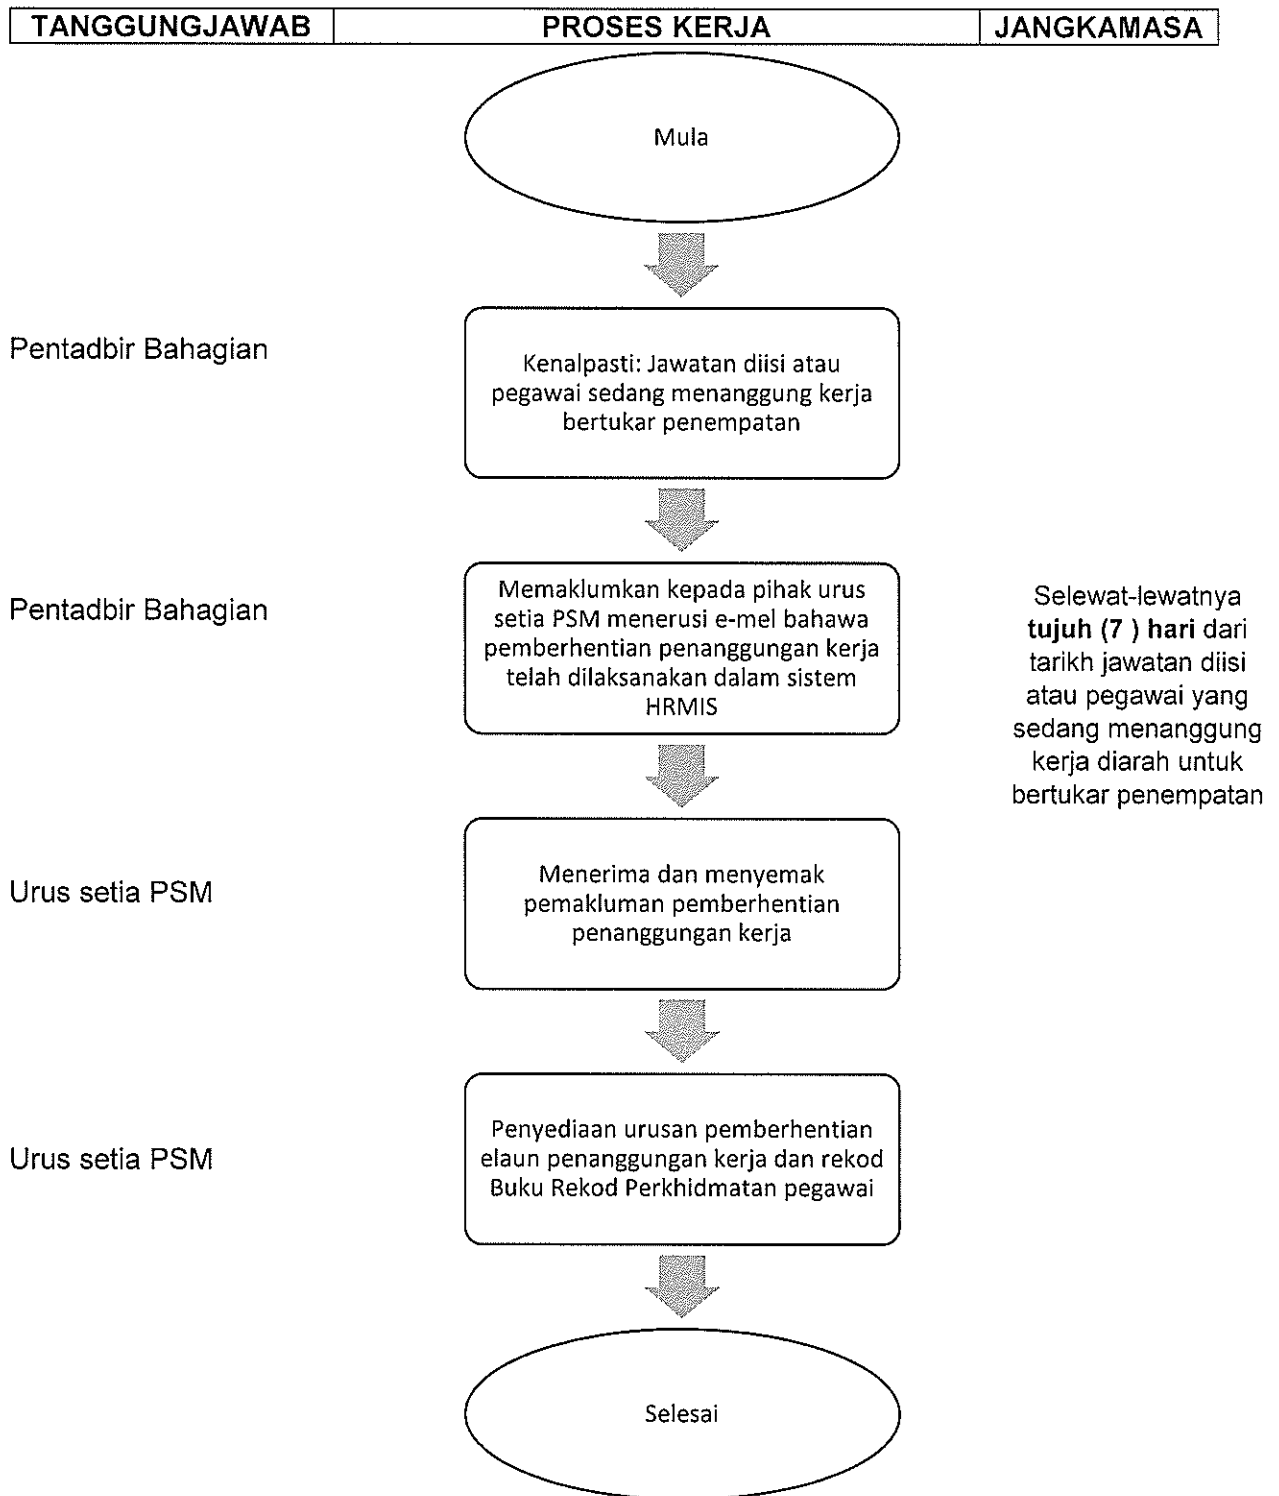 TANGGUNGJAWAB PROSES KERJA JANGKAMASA
Mula
Pentadbir Bahagian
Kenalpasti: Jawatan diisi atau
pegawai sedang menanggung kerja
bertukar penempatan
Pentadbir Bahagian
Memaklumkan kepada pihak urus
setia PSM menerusi e-mel bahawa
pemberhentian penanggungan kerja
telah dilaksanakan dalam sistem
HRMIS
Selewat-lewatnya
tujuh (7 ) hari dari
tarikh jawatan diisi
atau pegawai yang
sedang menanggung
kerja diarah untuk
bertukar penempatan
Urus setia PSM
Menerima dan menyemak
pemakluman pemberhentian
penanggungan kerja
Urus setia PSM
Penyediaan urusan pemberhentian
elaun penanggungan kerja dan rekod
Buku Rekod Perkhidmatan pegawai
Selesai